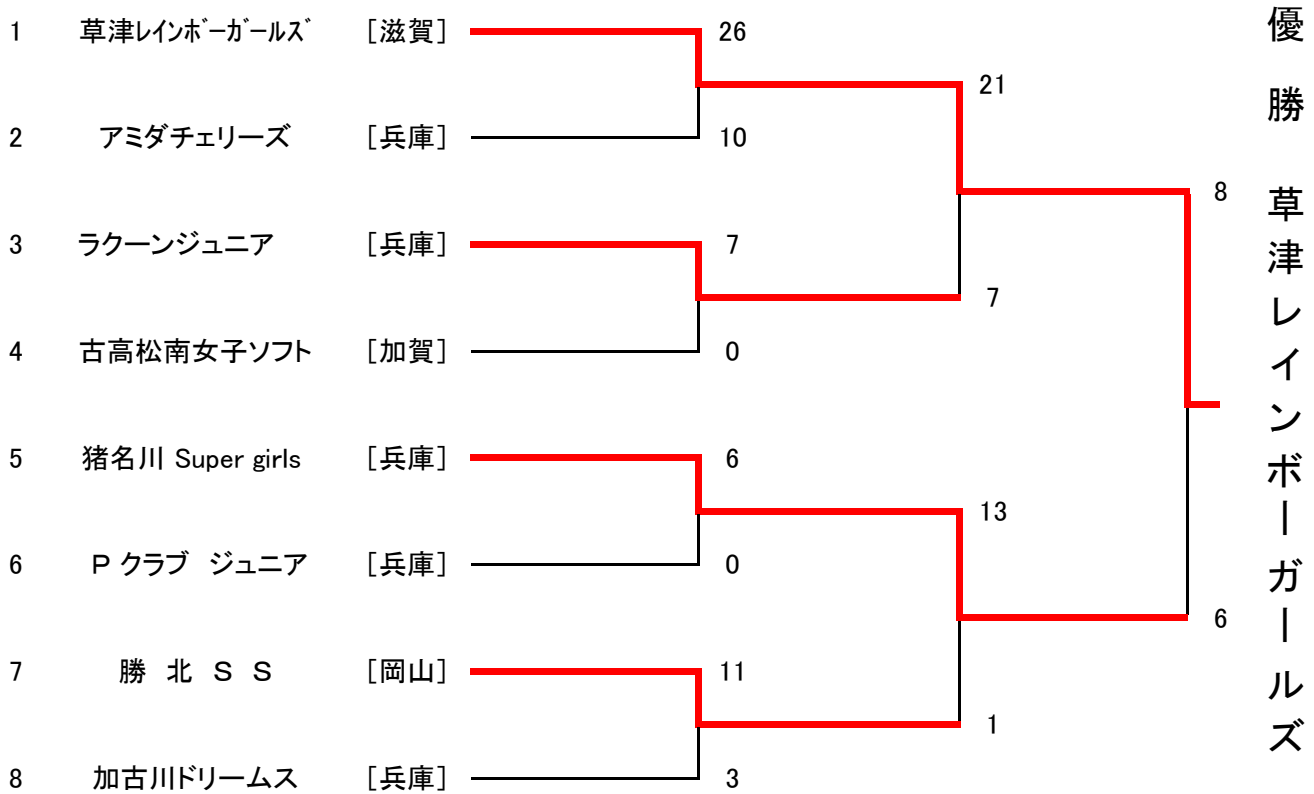 1 草津レインボーガールズ [滋賀] 26
21
2 アミダチェリーズ [兵庫] 10
8
3 ラクーンジュニア [兵庫] 7
7
4 古高松南女子ソフト [加賀] 0
5 猪名川 Super girls [兵庫] 6
13
6 P クラブ ジュニア [兵庫] 0
6
7 勝 北 S S [岡山] 11
1
8 加古川ドリームス [兵庫] 3
優勝 草津レインボーガールズ